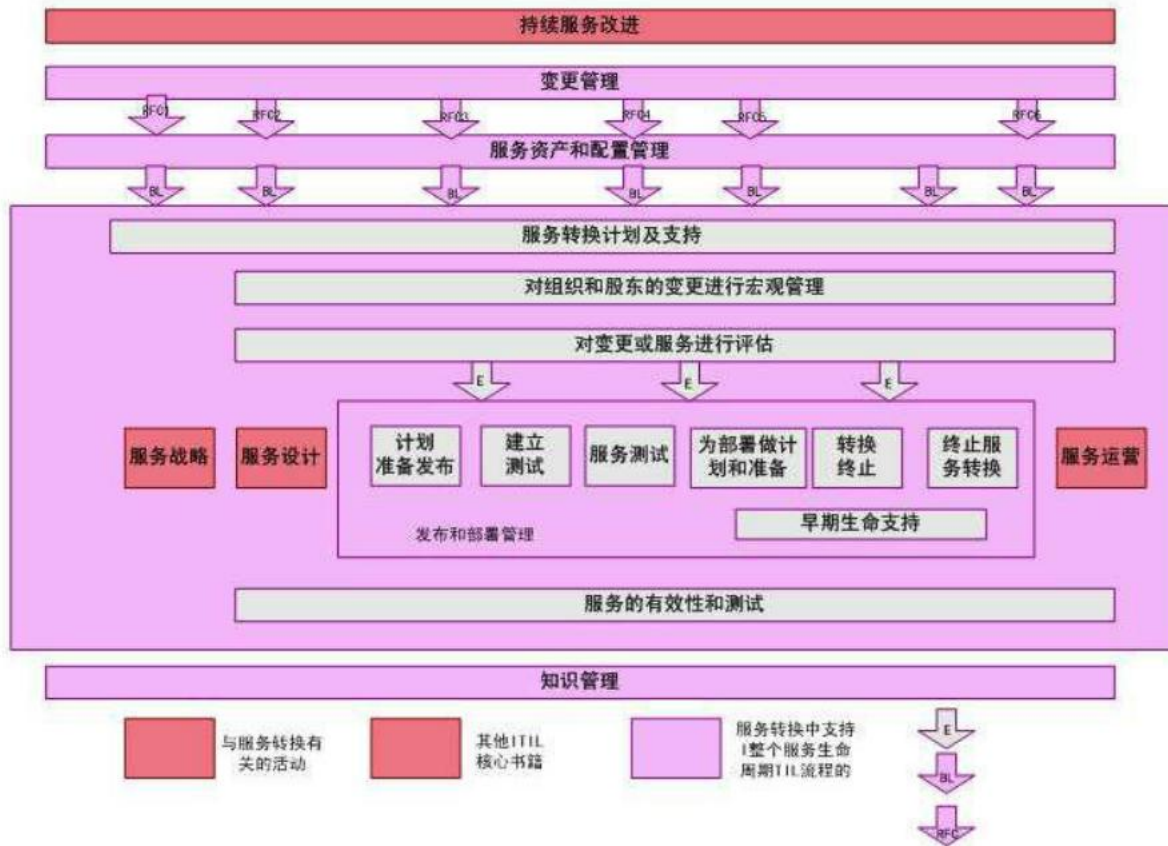 持续服务改进
变更管理
RFC1 RFC2 RFC3 RFC4 RFC5 RFC6
服务资产和配置管理
BL BL BL BL BL BL BL
服务转换计划及支持
对组织和股东的变更进行宏观管理
对变更或服务进行评估
E E E
服务战略
服务设计
计划
准备发布
建立
测试
服务测试
为部署做计
划和准备
转换
终止
终止服
务转换
服务运营
早期生命支持
发布和部署管理
服务的有效性和测试
知识管理
与服务转换有
关的活动
其他ITIL
核心书籍
服务转换中支持
I整个服务生命
周期TIL流程的
E
BL
RFC